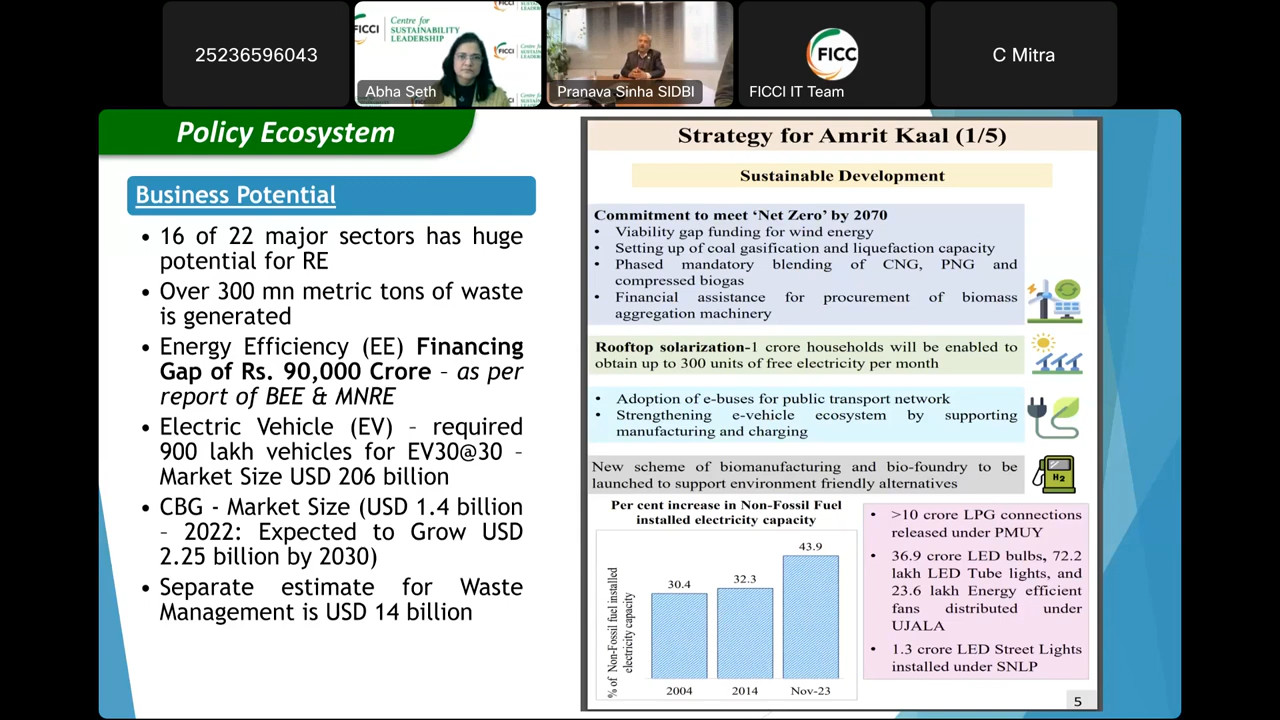 25236596043
FICCI
Centre for
SUSTAINABILITY
LEADERSHIP
Abha Seth
Pranava Sinha SIDBI
FICC
FICCI IT Team
C Mitra
Policy Ecosystem
Business Potential
• 16 of 22 major sectors has huge
potential for RE
• Over 300 mn metric tons of waste
is generated
• Energy Efficiency (EE) Financing
Gap of Rs. 90,000 Crore – as per
report of BEE & MNRE
• Electric Vehicle (EV) – required
900 lakh vehicles for EV30@30 –
Market Size USD 206 billion
• CBG - Market Size (USD 1.4 billion
– 2022: Expected to Grow USD
2.25 billion by 2030)
• Separate estimate for Waste
Management is USD 14 billion
Strategy for Amrit Kaal (1/5)
Sustainable Development
Commitment to meet ‘Net Zero’ by 2070
• Viability gap funding for wind energy
• Setting up of coal gasification and liquefaction capacity
• Phased mandatory blending of CNG, PNG and
compressed biogas
• Financial assistance for procurement of biomass
aggregation machinery
Rooftop solarization-1 crore households will be enabled to
obtain up to 300 units of free electricity per month
• Adoption of e-buses for public transport network
• Strengthening e-vehicle ecosystem by supporting
manufacturing and charging
New scheme of biomanufacturing and bio-foundry to be
launched to support environment friendly alternatives
H2
Per cent increase in Non-Fossil Fuel
installed electricity capacity
% of Non-Fossil fuel installed
electricity capacity
30.4
32.3
43.9
2004
2014
Nov-23
• >10 crore LPG connections
released under PMUY
• 36.9 crore LED bulbs, 72.2
lakh LED Tube lights, and
23.6 lakh Energy efficient
fans distributed under
UJALA
• 1.3 crore LED Street Lights
installed under SNLP
5